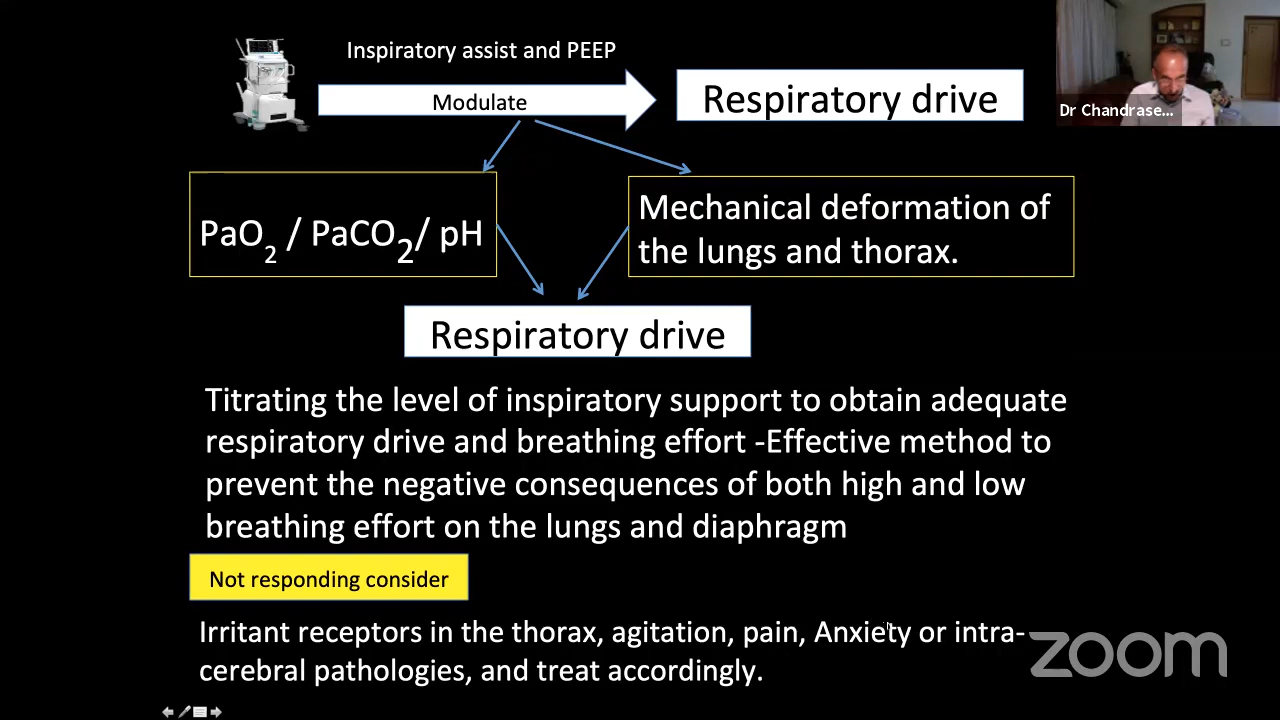 Inspiratory assist and PEEP
Modulate
Respiratory drive
Dr Chandrase...
PaO2 / PaCO2/ pH
Mechanical deformation of
the lungs and thorax.
Respiratory drive
Titrating the level of inspiratory support to obtain adequate
respiratory drive and breathing effort -Effective method to
prevent the negative consequences of both high and low
breathing effort on the lungs and diaphragm
Not responding consider
Irritant receptors in the thorax, agitation, pain, Anxiety or intra-
cerebral pathologies, and treat accordingly.
zoom